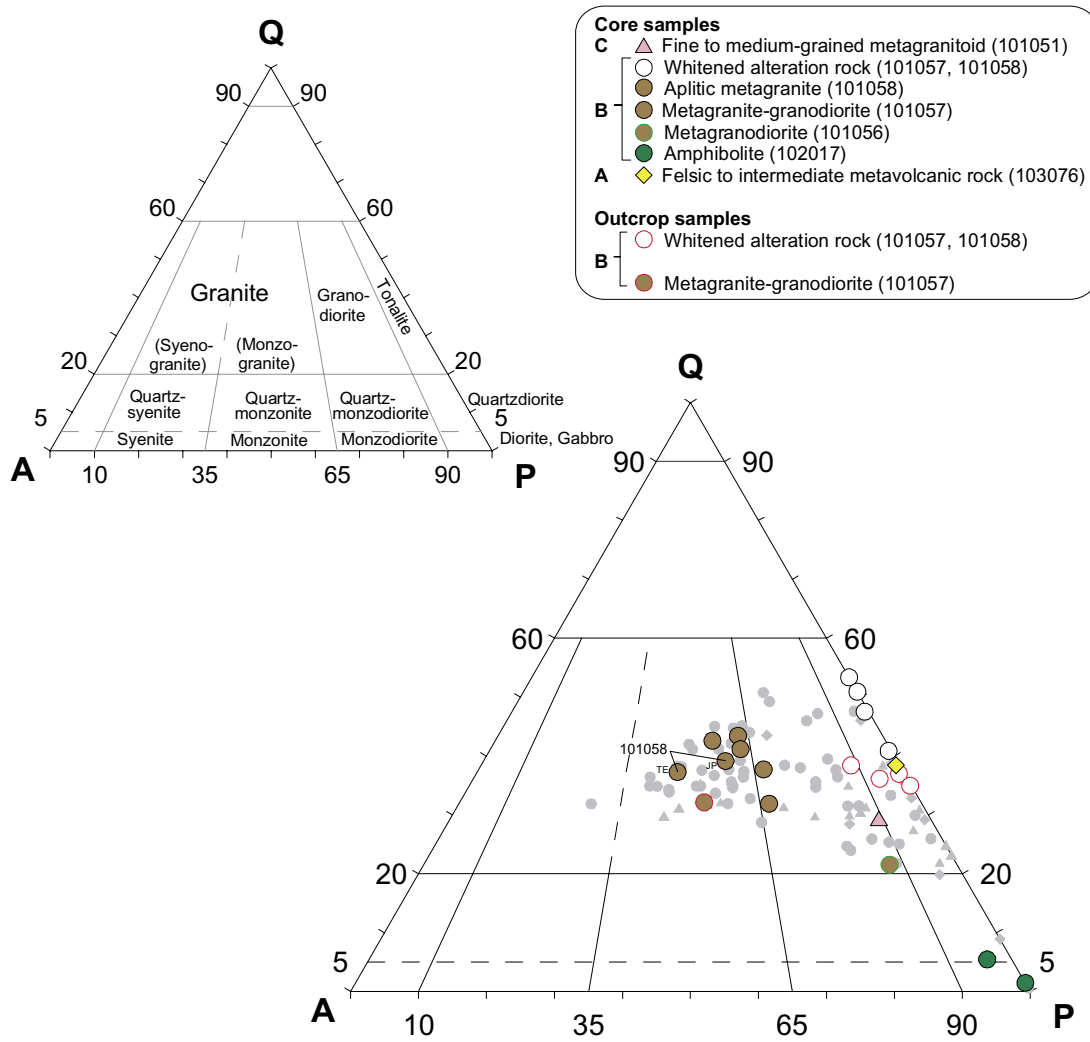 Q
90 90
60 60
Granite
Grano-
diorite
Tonalite
(Syeno-
granite)
(Monzo-
granite)
20 20
Quartz-
syenite
Quartz-
monzonite
Quartz-
monzodiorite
Quartzdiorite
5 5
Syenite
Monzonite
Monzodiorite
Diorite, Gabbro
A P
10 35 65 90
Core samples
C Fine to medium-grained metagranitoid (101051)
Whitened alteration rock (101057, 101058)
Aplitic metagranite (101058)
B Metagranite-granodiorite (101057)
Metagranodiorite (101056)
Amphibolite (102017)
A Felsic to intermediate metavolcanic rock (103076)
Outcrop samples
Whitened alteration rock (101057, 101058)
B
Metagranite-granodiorite (101057)
Q
90 90
60 60
101058
TE JP
20 20
5 5
A P
10 35 65 90